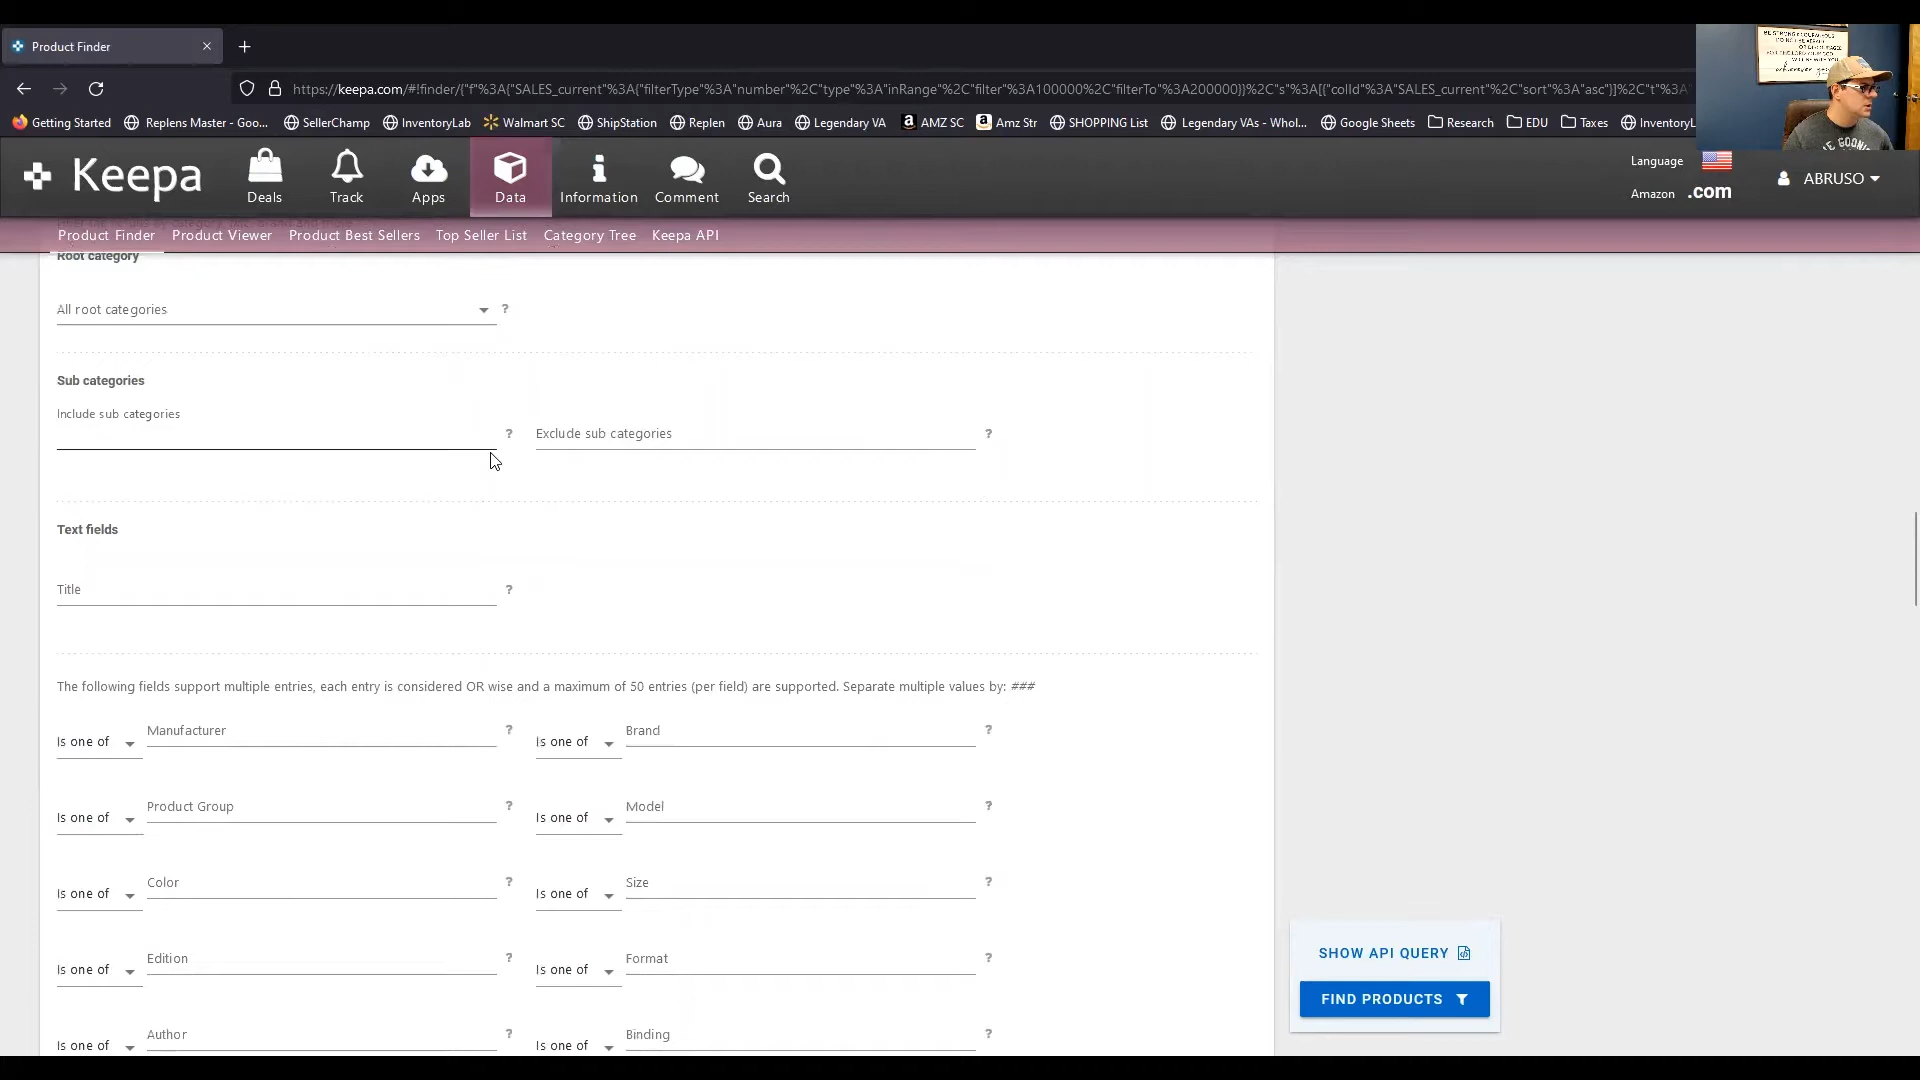 Product Finder
https://keepa.com/#!finder/{"f"%3A{"SALES_current"%3A{"filterType"%3A"number"%2C"type"%3A"inRange"%2C"filter"%3A100000%2C"filterTo"%3A200000}}%2C"s"%3A[{"colId"%3A"SALES_current"%2C"sort"%3A"asc"}]%2C"t"%3A"
Getting Started Replens Master - Goo... SellerChamp InventoryLab Walmart SC ShipStation Replen Aura Legendary VA AMZ SC Amz Str SHOPPING List Legendary VAs - Whol... Google Sheets Research EDU Taxes InventoryL
Keepa
Deals Track Apps Data Information Comment Search
Language
Amazon .com
ABRUSO
Product Finder Product Viewer Product Best Sellers Top Seller List Category Tree Keepa API
Root category
All root categories ?
Sub categories
Include sub categories
? Exclude sub categories ?
Text fields
Title ?
The following fields support multiple entries, each entry is considered OR wise and a maximum of 50 entries (per field) are supported. Separate multiple values by: ###
Is one of Manufacturer ? Is one of Brand ?
Is one of Product Group ? Is one of Model ?
Is one of Color ? Is one of Size ?
Is one of Edition ? Is one of Format ?
Is one of Author ? Is one of Binding ?
SHOW API QUERY
FIND PRODUCTS